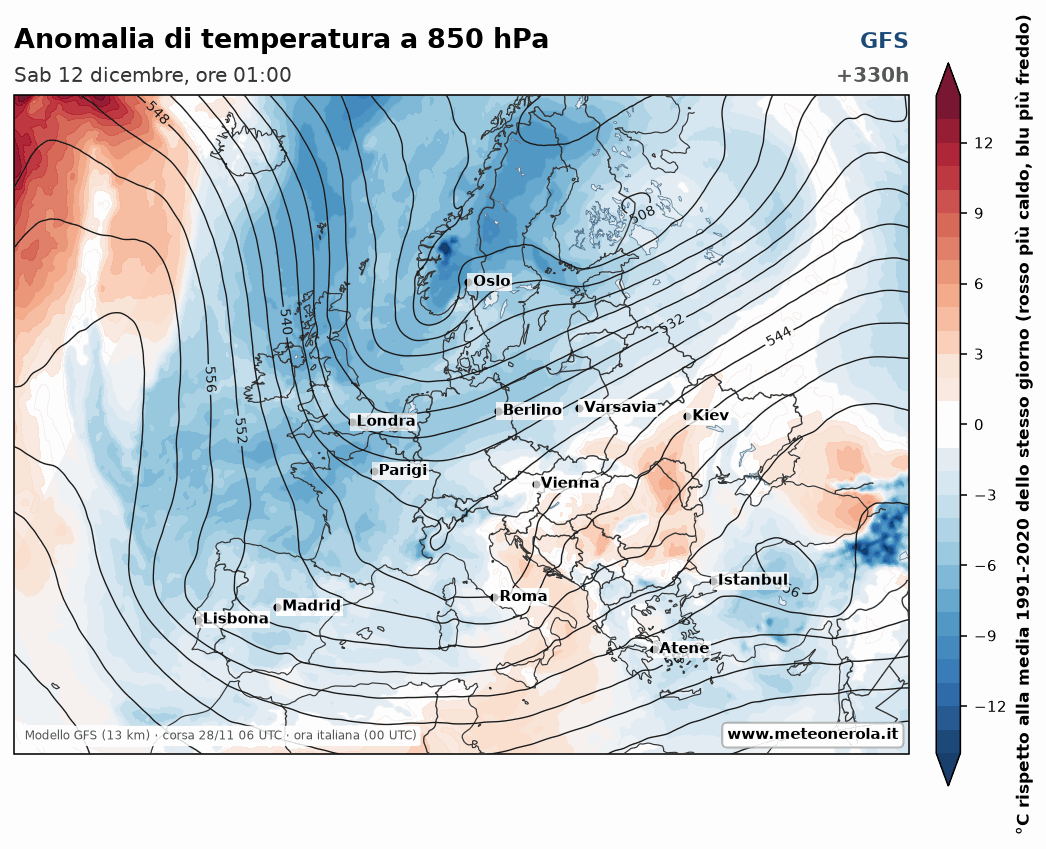 Anomalia di temperatura a 850 hPa
GFS
Sab 12 dicembre, ore 01:00
+330h
548
508
Oslo
12
9
6
3
0
−3
−6
−9
−12
°C rispetto alla media 1991-2020 dello stesso giorno (rosso più caldo, blu più freddo)
540
532
544
556
552
Berlino
Varsavia
Kiev
Londra
Parigi
Vienna
Istanbul
56
Roma
Madrid
Lisbona
Atene
Modello GFS (13 km) · corsa 28/11 06 UTC · ora italiana (00 UTC)
www.meteonerola.it